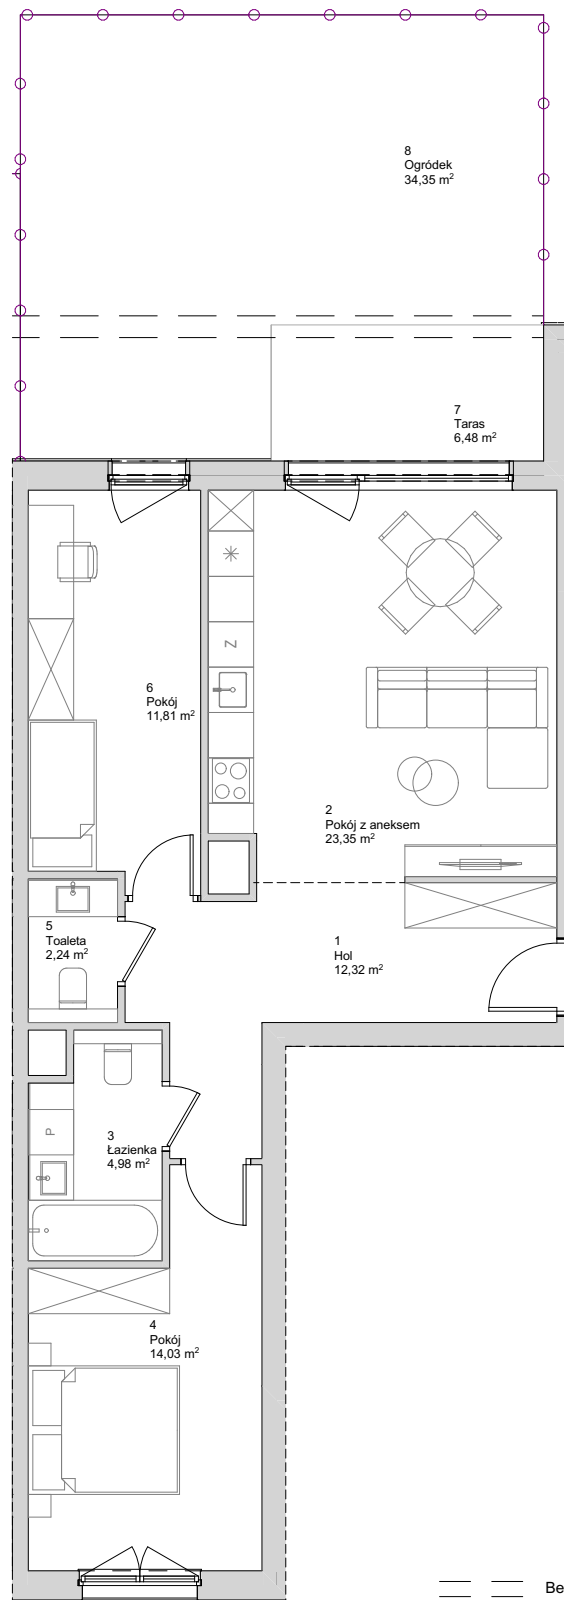 8
Ogródek
34,35 m²
7
Taras
6,48 m²
Z
6
Pokój
11,81 m²
2
Pokój z aneksem
23,35 m²
5
Toaleta
2,24 m²
1
Hol
12,32 m²
P
3
Łazienka
4,98 m²
4
Pokój
14,03 m²
Be